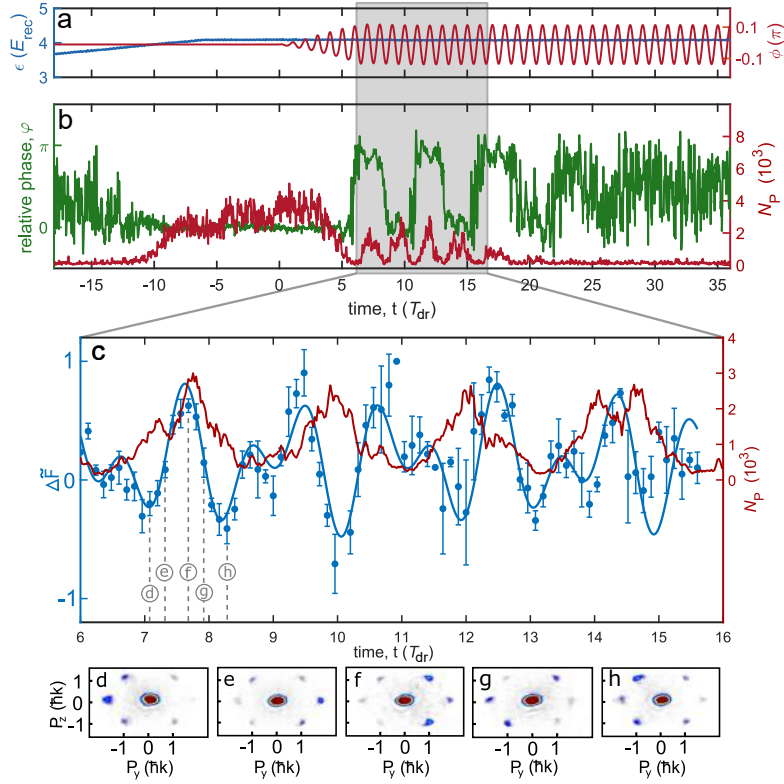 a
ϵ (E_rec)
5
4
3
0.1
-0.1
ϕ (π)
b
relative phase, φ
π
0
8
6
4
2
0
N_P (10³)
-15 -10 -5 0 5 10 15 20 25 30 35
time, t (T_dr)
c
ΔF̃
1
0
-1
4
3
2
1
0
N_P (10³)
d e f g h
6 7 8 9 10 11 12 13 14 15 16
time, t (T_dr)
d e f g h
P_z (ħk)
1
0
-1
-1 0 1 -1 0 1 -1 0 1 -1 0 1 -1 0 1
P_y (ħk) P_y (ħk) P_y (ħk) P_y (ħk) P_y (ħk)